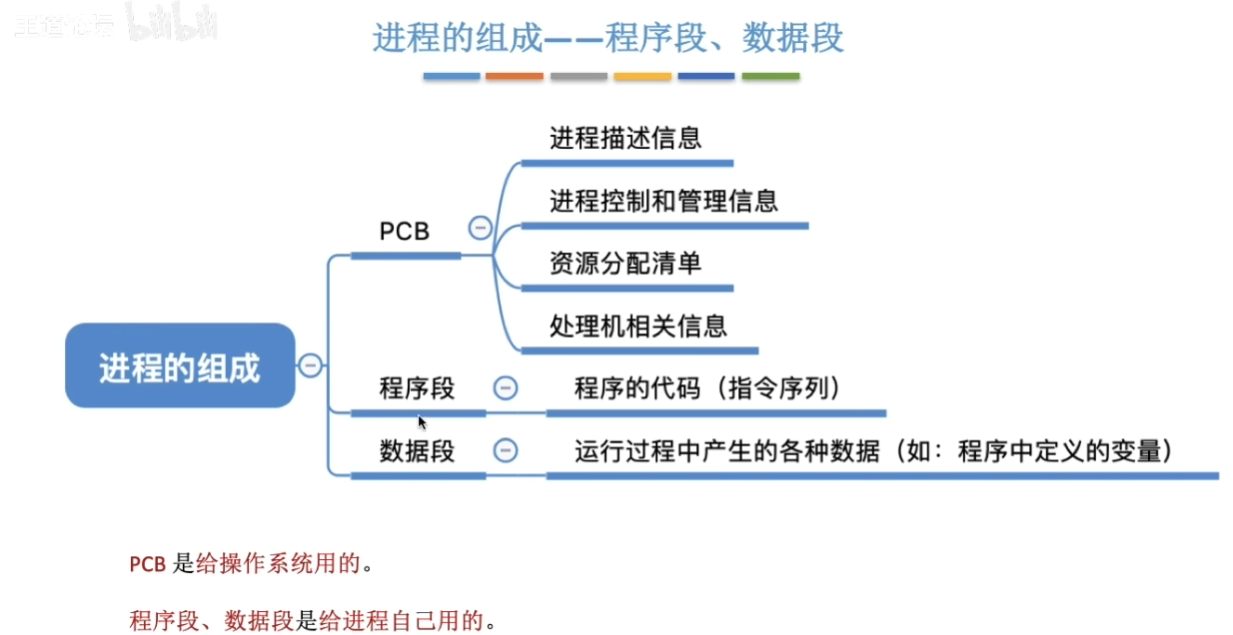 进程的组成——程序段、数据段
进程描述信息
进程控制和管理信息
PCB
资源分配清单
处理机相关信息
进程的组成
程序段
程序的代码（指令序列）
数据段
运行过程中产生的各种数据（如：程序中定义的变量）
PCB 是给操作系统用的。
程序段、数据段是给进程自己用的。
bilibili